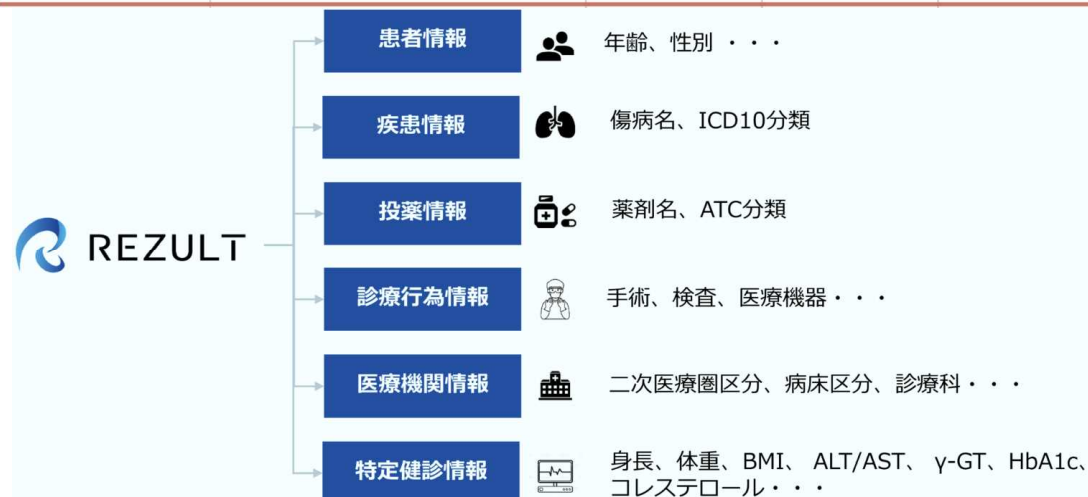 患者情報
年齢、性別・・・
疾患情報
傷病名、ICD10分類
投薬情報
薬剤名、ATC分類
REZULT
診療行為情報
手術、検査、医療機器・・・
医療機関情報
二次医療圏区分、病床区分、診療科・・・
特定健診情報
身長、体重、BMI、 ALT/AST、 γ-GT、HbA1c、
コレステロール・・・